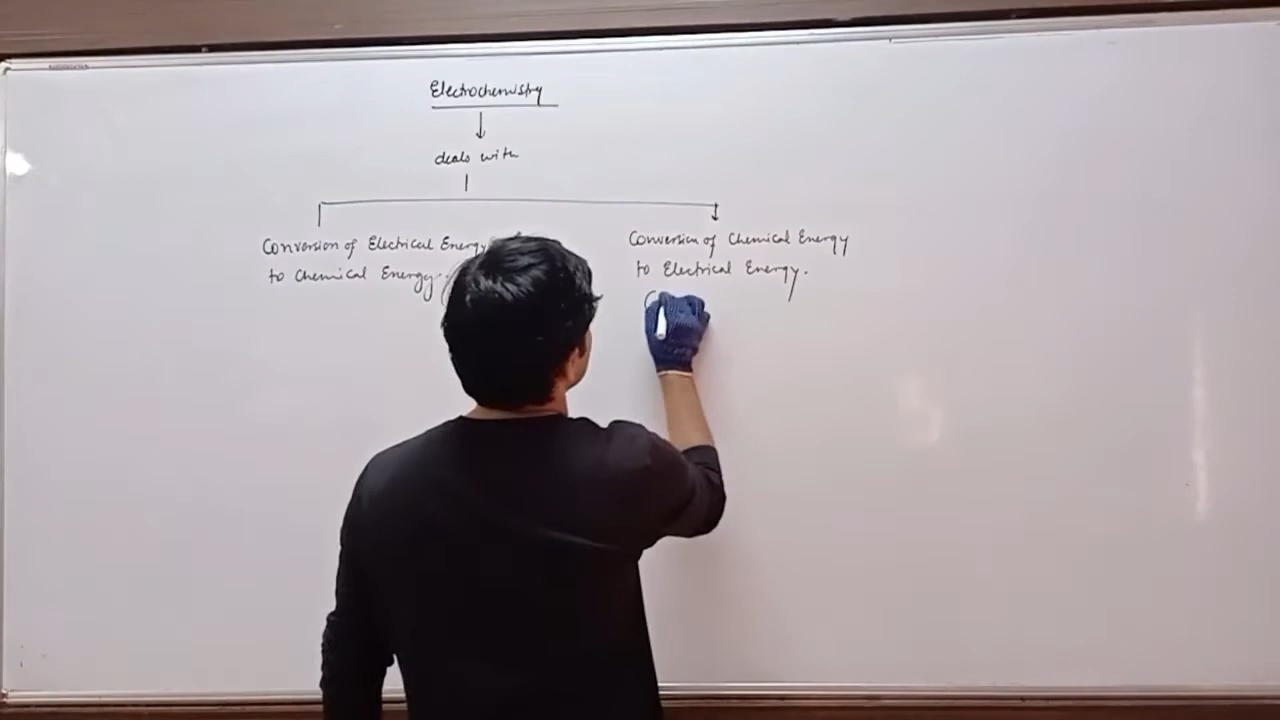 Electrochemistry
deals with
Conversion of Electrical Energy
to Chemical Energy.
Conversion of Chemical Energy
to Electrical Energy.
(